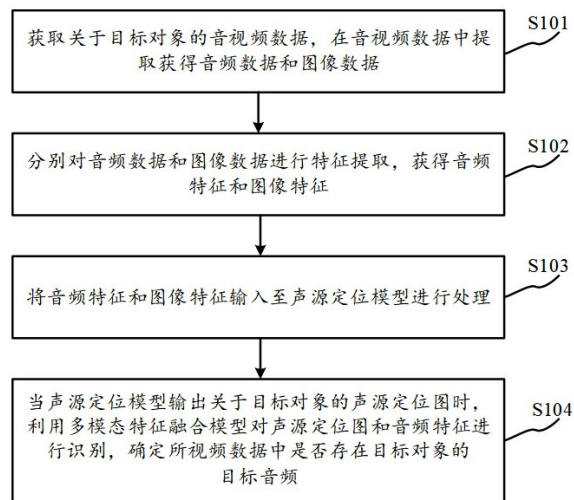 S101
获取关于目标对象的音视频数据，在音视频数据中提
取获得音频数据和图像数据
S102
分别对音频数据和图像数据进行特征提取，获得音频
特征和图像特征
S103
将音频特征和图像特征输入至声源定位模型进行处理
S104
当声源定位模型输出关于目标对象的声源定位图时，
利用多模态特征融合模型对声源定位图和音频特征进
行识别，确定所视频数据中是否存在目标对象的
目标音频